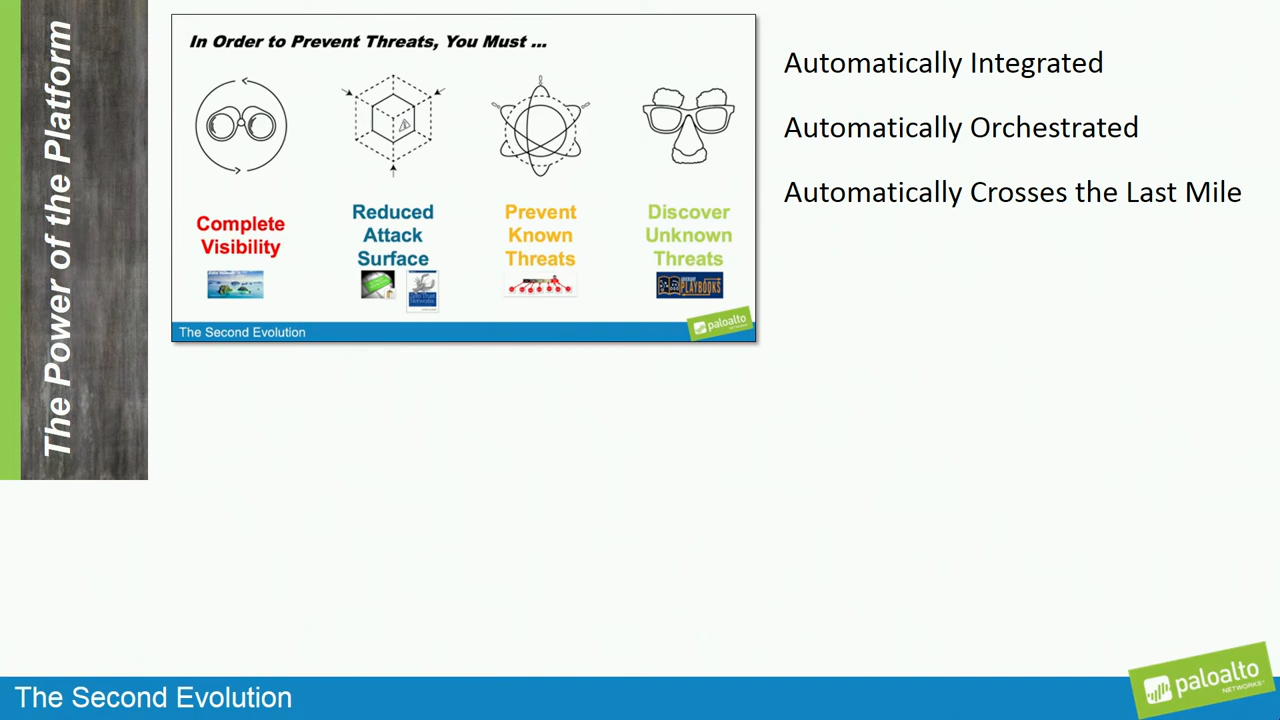 The Power of the Platform
In Order to Prevent Threats, You Must ...
Complete
Visibility
Reduced
Attack
Surface
Prevent
Known
Threats
Discover
Unknown
Threats
PLAYBOOKS
The Second Evolution
paloalto
NETWORKS
Automatically Integrated
Automatically Orchestrated
Automatically Crosses the Last Mile
The Second Evolution
paloalto
NETWORKS